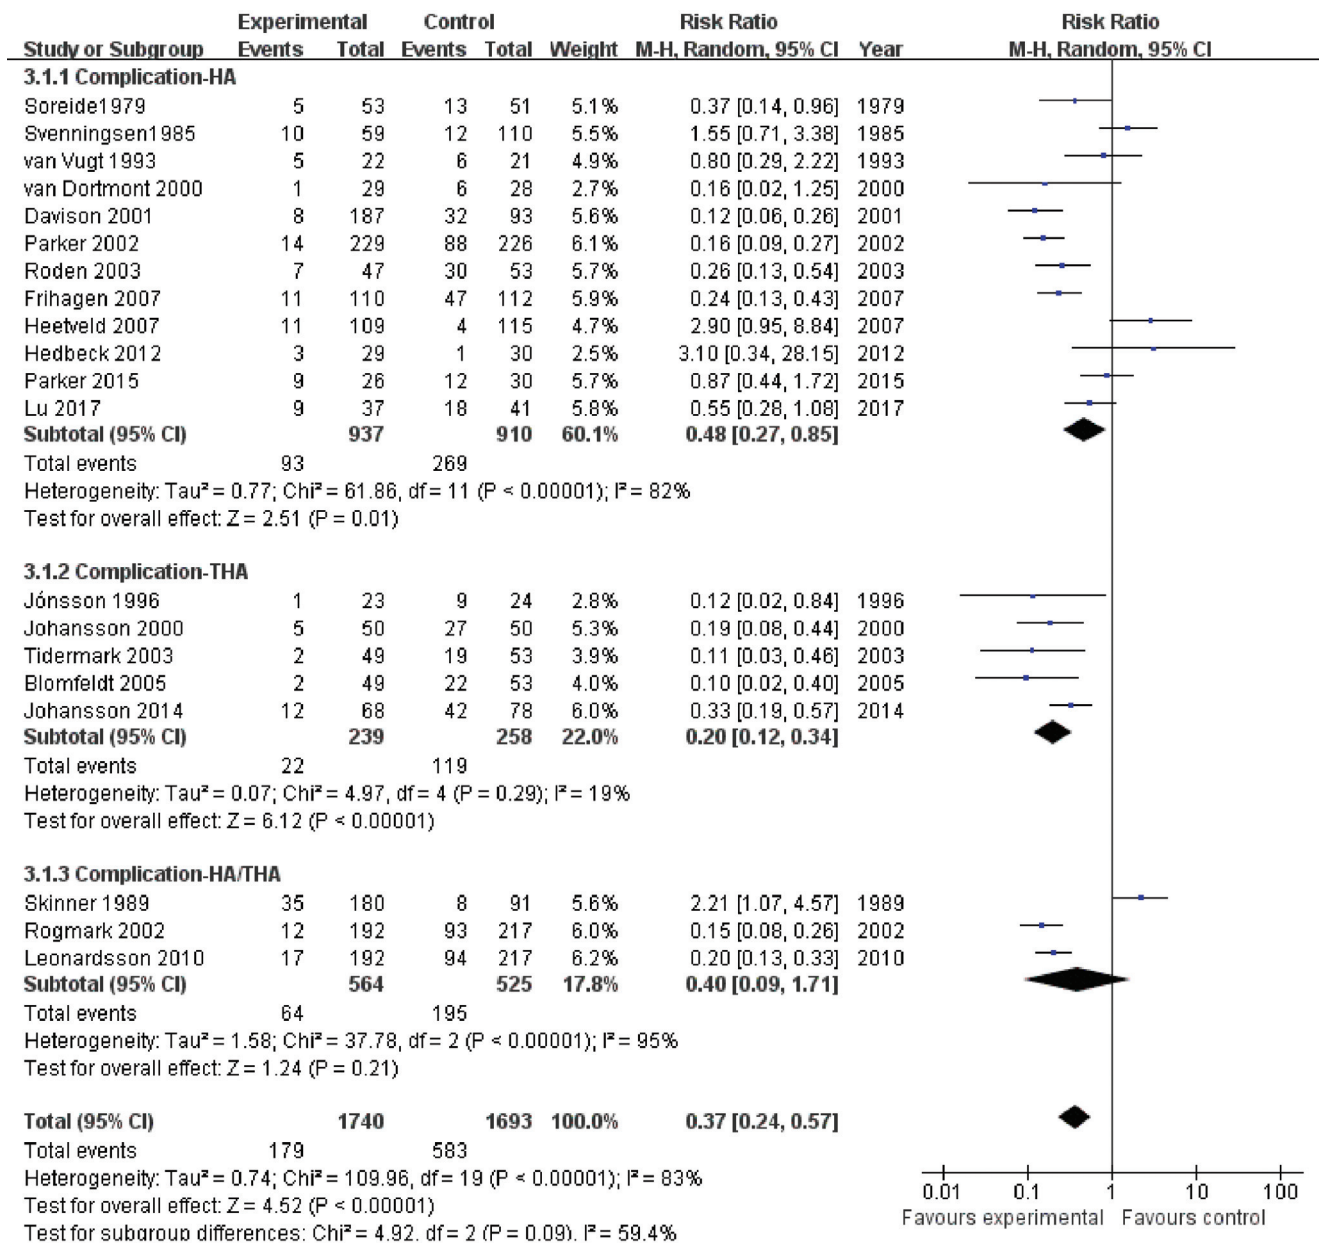 Experimental Control Risk Ratio Risk Ratio
Study or Subgroup Events Total Events Total Weight M-H, Random, 95% CI Year M-H, Random, 95% CI
3.1.1 Complication-HA
Soreide1979 5 53 13 51 5.1% 0.37 [0.14, 0.96] 1979
Svenningsen1985 10 59 12 110 5.5% 1.55 [0.71, 3.38] 1985
van Vugt 1993 5 22 6 21 4.9% 0.80 [0.29, 2.22] 1993
van Dortmont 2000 1 29 6 28 2.7% 0.16 [0.02, 1.25] 2000
Davison 2001 8 187 32 93 5.6% 0.12 [0.06, 0.26] 2001
Parker 2002 14 229 88 226 6.1% 0.16 [0.09, 0.27] 2002
Roden 2003 7 47 30 53 5.7% 0.26 [0.13, 0.54] 2003
Frihagen 2007 11 110 47 112 5.9% 0.24 [0.13, 0.43] 2007
Heetveld 2007 11 109 4 115 4.7% 2.90 [0.95, 8.84] 2007
Hedbeck 2012 3 29 1 30 2.5% 3.10 [0.34, 28.15] 2012
Parker 2015 9 26 12 30 5.7% 0.87 [0.44, 1.72] 2015
Lu 2017 9 37 18 41 5.8% 0.55 [0.28, 1.08] 2017
Subtotal (95% CI) 937 910 60.1% 0.48 [0.27, 0.85]
Total events 93 269
Heterogeneity: Tau² = 0.77; Chi² = 61.86, df = 11 (P < 0.00001); I² = 82%
Test for overall effect: Z = 2.51 (P = 0.01)
3.1.2 Complication-THA
Jónsson 1996 1 23 9 24 2.8% 0.12 [0.02, 0.84] 1996
Johansson 2000 5 50 27 50 5.3% 0.19 [0.08, 0.44] 2000
Tidermark 2003 2 49 19 53 3.9% 0.11 [0.03, 0.46] 2003
Blomfeldt 2005 2 49 22 53 4.0% 0.10 [0.02, 0.40] 2005
Johansson 2014 12 68 42 78 6.0% 0.33 [0.19, 0.57] 2014
Subtotal (95% CI) 239 258 22.0% 0.20 [0.12, 0.34]
Total events 22 119
Heterogeneity: Tau² = 0.07; Chi² = 4.97, df = 4 (P = 0.29); I² = 19%
Test for overall effect: Z = 6.12 (P < 0.00001)
3.1.3 Complication-HA/THA
Skinner 1989 35 180 8 91 5.6% 2.21 [1.07, 4.57] 1989
Rogmark 2002 12 192 93 217 6.0% 0.15 [0.08, 0.26] 2002
Leonardsson 2010 17 192 94 217 6.2% 0.20 [0.13, 0.33] 2010
Subtotal (95% CI) 564 525 17.8% 0.40 [0.09, 1.71]
Total events 64 195
Heterogeneity: Tau² = 1.58; Chi² = 37.78, df = 2 (P < 0.00001); I² = 95%
Test for overall effect: Z = 1.24 (P = 0.21)
Total (95% CI) 1740 1693 100.0% 0.37 [0.24, 0.57]
Total events 179 583
Heterogeneity: Tau² = 0.74; Chi² = 109.96, df = 19 (P < 0.00001); I² = 83%
Test for overall effect: Z = 4.52 (P < 0.00001)
Test for subgroup differences: Chi² = 4.92, df = 2 (P = 0.09), I² = 59.4%
0.01 0.1 1 10 100
Favours experimental Favours control